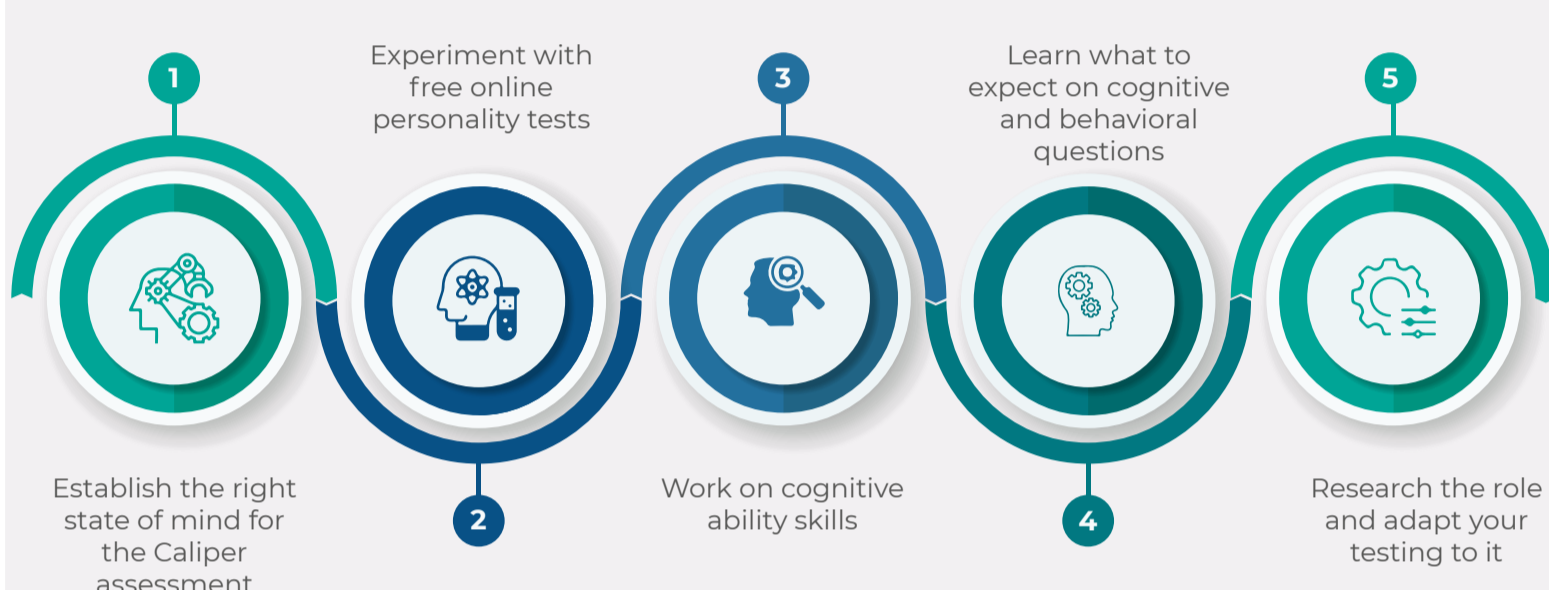 1
Establish the right
state of mind for
the Caliper
assessment
Experiment with
free online
personality tests
2
3
Work on cognitive
ability skills
Learn what to
expect on cognitive
and behavioral
questions
4
5
Research the role
and adapt your
testing to it